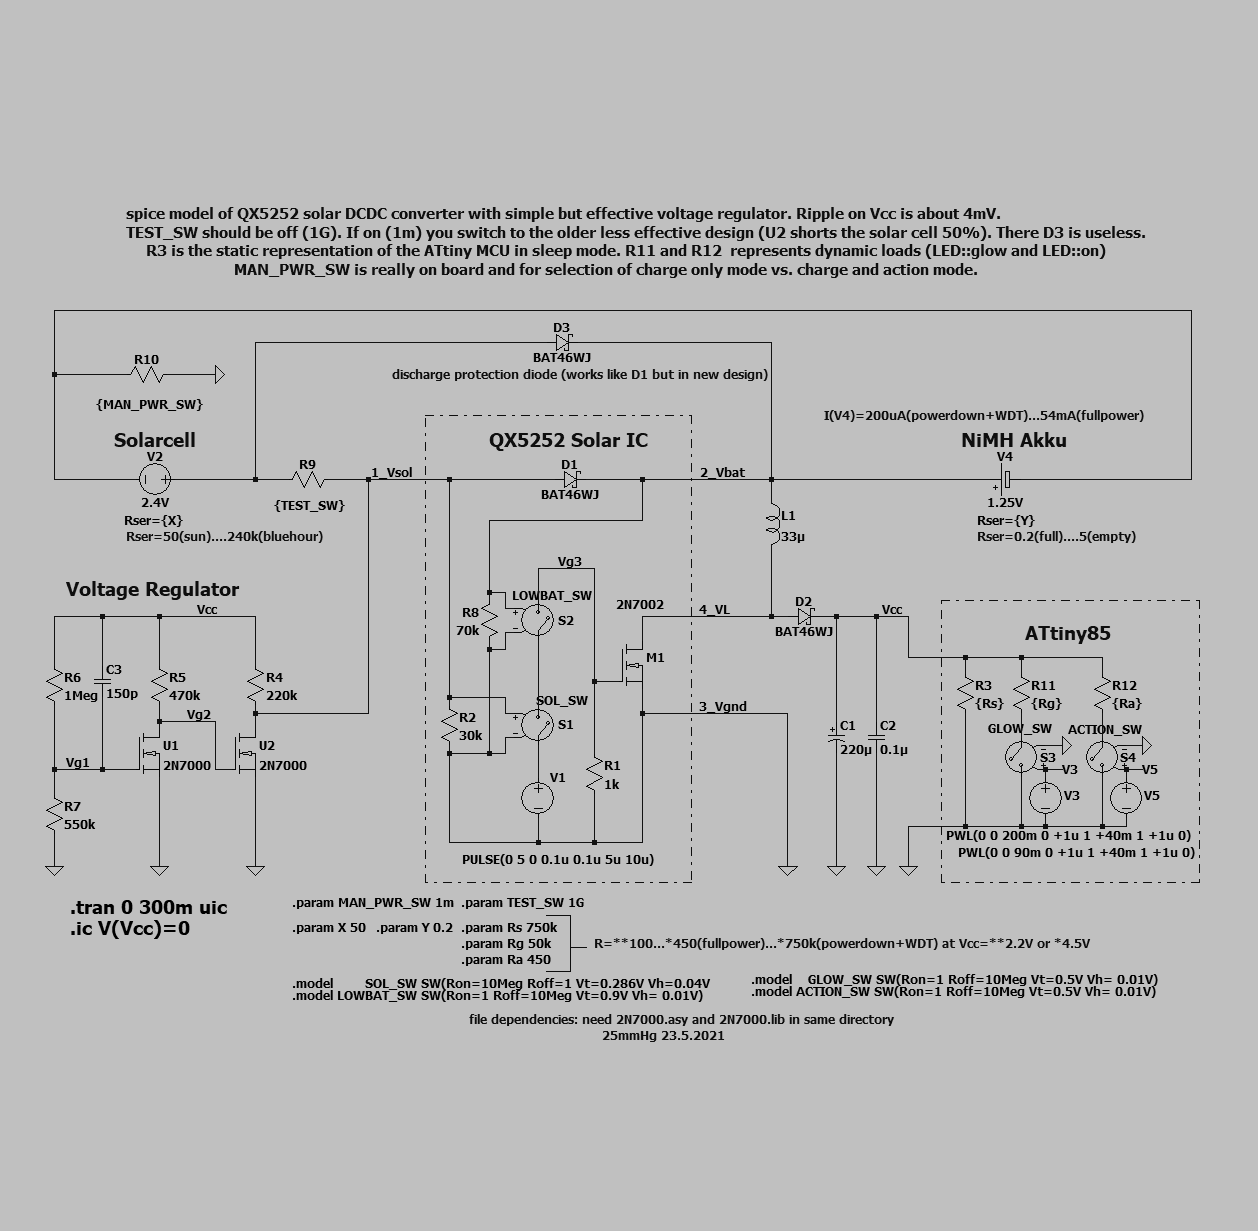 spice model of QX5252 solar DCDC converter with simple but effective voltage regulator. Ripple on Vcc is about 4mV.
TEST_SW should be off (1G). If on (1m) you switch to the older less effective design (U2 shorts the solar cell 50%). There D3 is useless.
R3 is the static representation of the ATtiny MCU in sleep mode. R11 and R12 represents dynamic loads (LED::glow and LED::on)
MAN_PWR_SW is really on board and for selection of charge only mode vs. charge and action mode.
D3
BAT46WJ
discharge protection diode (works like D1 but in new design)
R10
{MAN_PWR_SW}
Solarcell
V2
2.4V
Rser={X}
Rser=50(sun)....240k(bluehour)
R9
{TEST_SW}
1_Vsol
QX5252 Solar IC
D1
BAT46WJ
2_Vbat
I(V4)=200uA(powerdown+WDT)...54mA(fullpower)
NiMH Akku
V4
+
1.25V
Rser={Y}
Rser=0.2(full)....5(empty)
L1
33µ
Voltage Regulator
Vcc
R6
1Meg
C3
150p
R5
470k
R4
220k
Vg2
U1
2N7000
U2
2N7000
Vg1
R7
550k
Vg3
LOWBAT_SW
R8
70k
S2
2N7002
M1
SOL_SW
R2
30k
S1
V1
R1
1k
PULSE(0 5 0 0.1u 0.1u 5u 10u)
4_VL
3_Vgnd
D2
BAT46WJ
Vcc
C1
220µ
C2
0.1µ
ATtiny85
R3
{Rs}
R11
{Rg}
R12
{Ra}
GLOW_SW
ACTION_SW
S3
S4
V3
V5
V3
V5
PWL(0 0 200m 0 +1u 1 +40m 1 +1u 0)
PWL(0 0 90m 0 +1u 1 +40m 1 +1u 0)
.tran 0 300m uic
.ic V(Vcc)=0
.param MAN_PWR_SW 1m .param TEST_SW 1G
.param X 50 .param Y 0.2 .param Rs 750k
.param Rg 50k
.param Ra 450
R=**100...*450(fullpower)...*750k(powerdown+WDT) at Vcc=**2.2V or *4.5V
.model SOL_SW SW(Ron=10Meg Roff=1 Vt=0.286V Vh=0.04V
.model LOWBAT_SW SW(Ron=1 Roff=10Meg Vt=0.9V Vh= 0.01V)
.model GLOW_SW SW(Ron=1 Roff=10Meg Vt=0.5V Vh= 0.01V)
.model ACTION_SW SW(Ron=1 Roff=10Meg Vt=0.5V Vh= 0.01V)
file dependencies: need 2N7000.asy and 2N7000.lib in same directory
25mmHg 23.5.2021